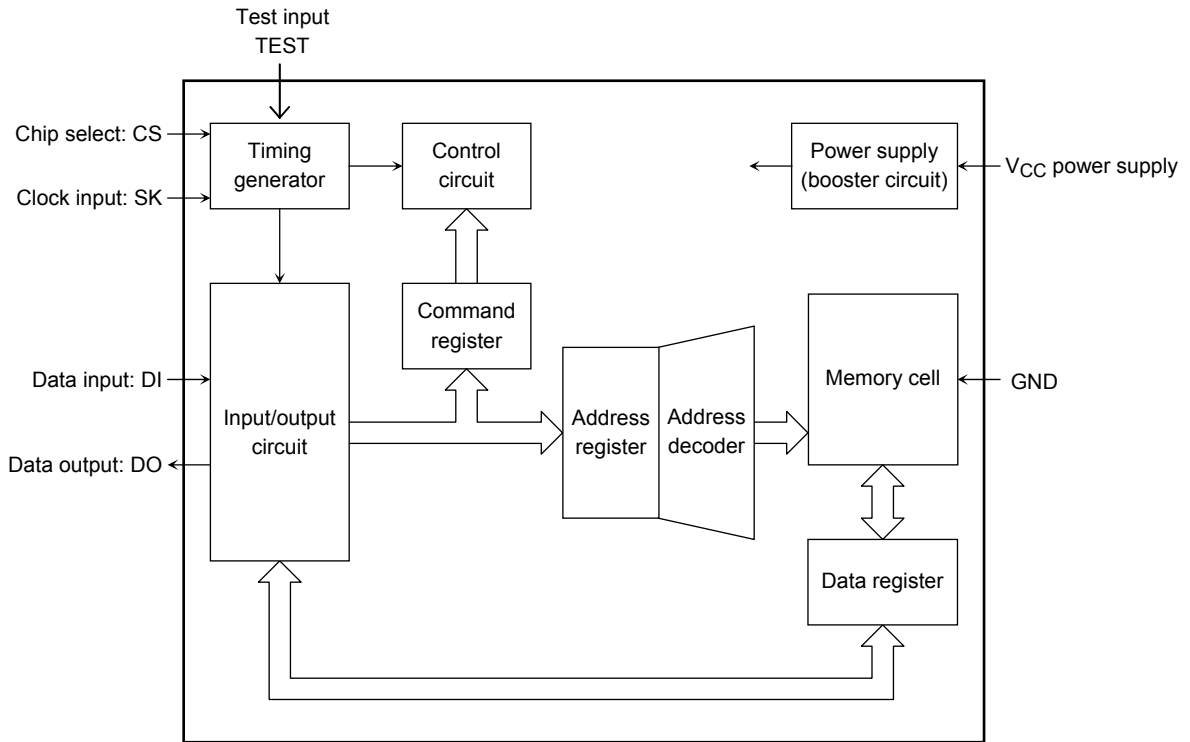 Test input
TEST
Chip select: CS
Clock input: SK
Timing
generator
Control
circuit
Power supply
(booster circuit)
VCC power supply
Command
register
Data input: DI
Data output: DO
Input/output
circuit
Address
register
Address
decoder
Memory cell
GND
Data register